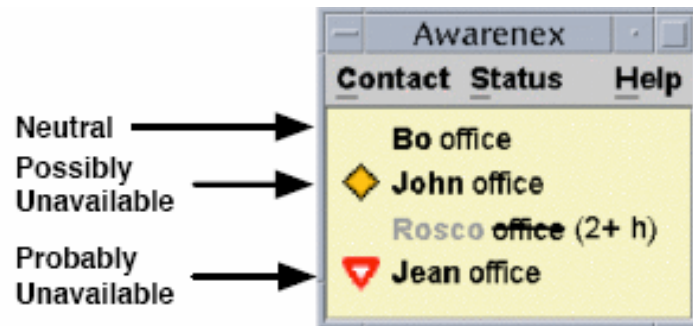 Awarenex
Contact Status Help
Neutral
Bo office
Possibly
Unavailable
John office
Rosco office (2+ h)
Probably
Unavailable
Jean office